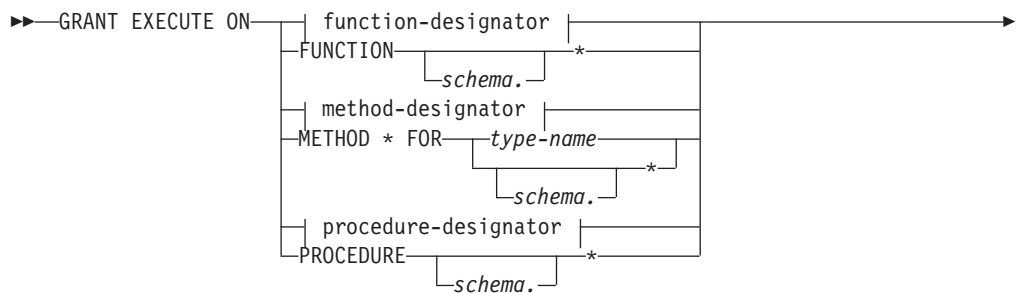 GRANT EXECUTE ON function-designator
FUNCTION *
schema.
method-designator
METHOD * FOR type-name
*
schema.
procedure-designator
PROCEDURE *
schema.